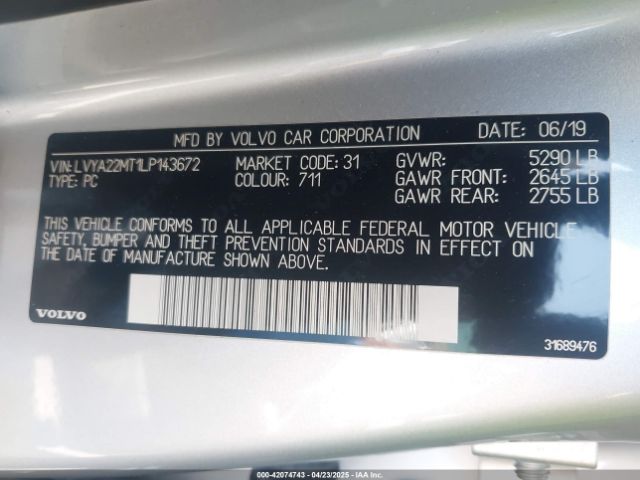 MFD BY VOLVO CAR CORPORATION DATE: 06/19
VIN: LVYA22MT1LP143672 MARKET CODE: 31 GVWR: 5290 LB
TYPE: PC COLOUR: 711 GAWR FRONT: 2645 LB
GAWR REAR: 2755 LB
THIS VEHICLE CONFORMS TO ALL APPLICABLE FEDERAL MOTOR VEHICLE
SAFETY, BUMPER AND THEFT PREVENTION STANDARDS IN EFFECT ON
THE DATE OF MANUFACTURE SHOWN ABOVE.
VOLVO
31689476
000-42074743 - 04/23/2025 - IAAI. Copyright